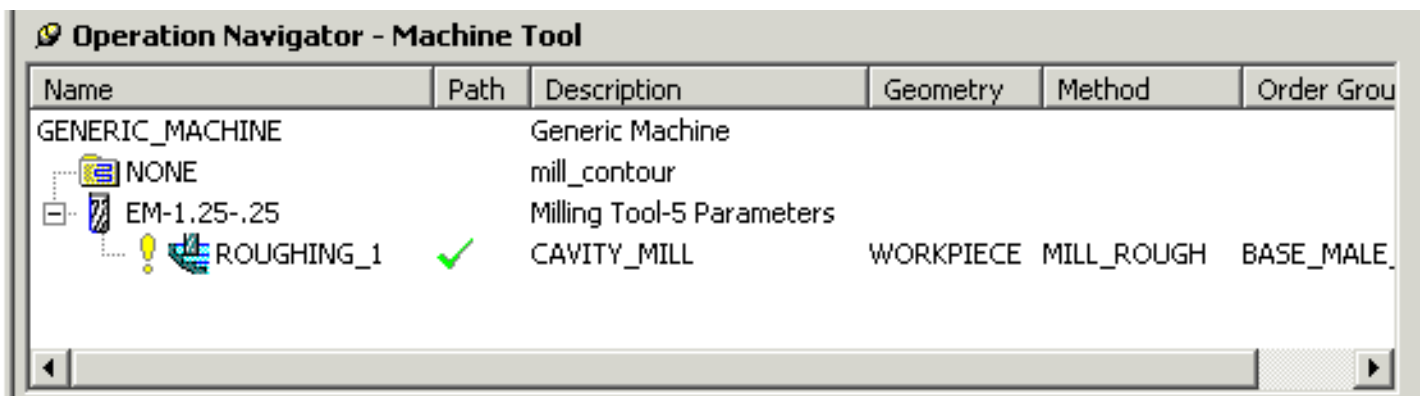 Operation Navigator - Machine Tool
Name Path Description Geometry Method Order Grou
GENERIC_MACHINE Generic Machine
NONE mill_contour
EM-1.25-.25 Milling Tool-5 Parameters
ROUGHING_1 CAVITY_MILL WORKPIECE MILL_ROUGH BASE_MALE_